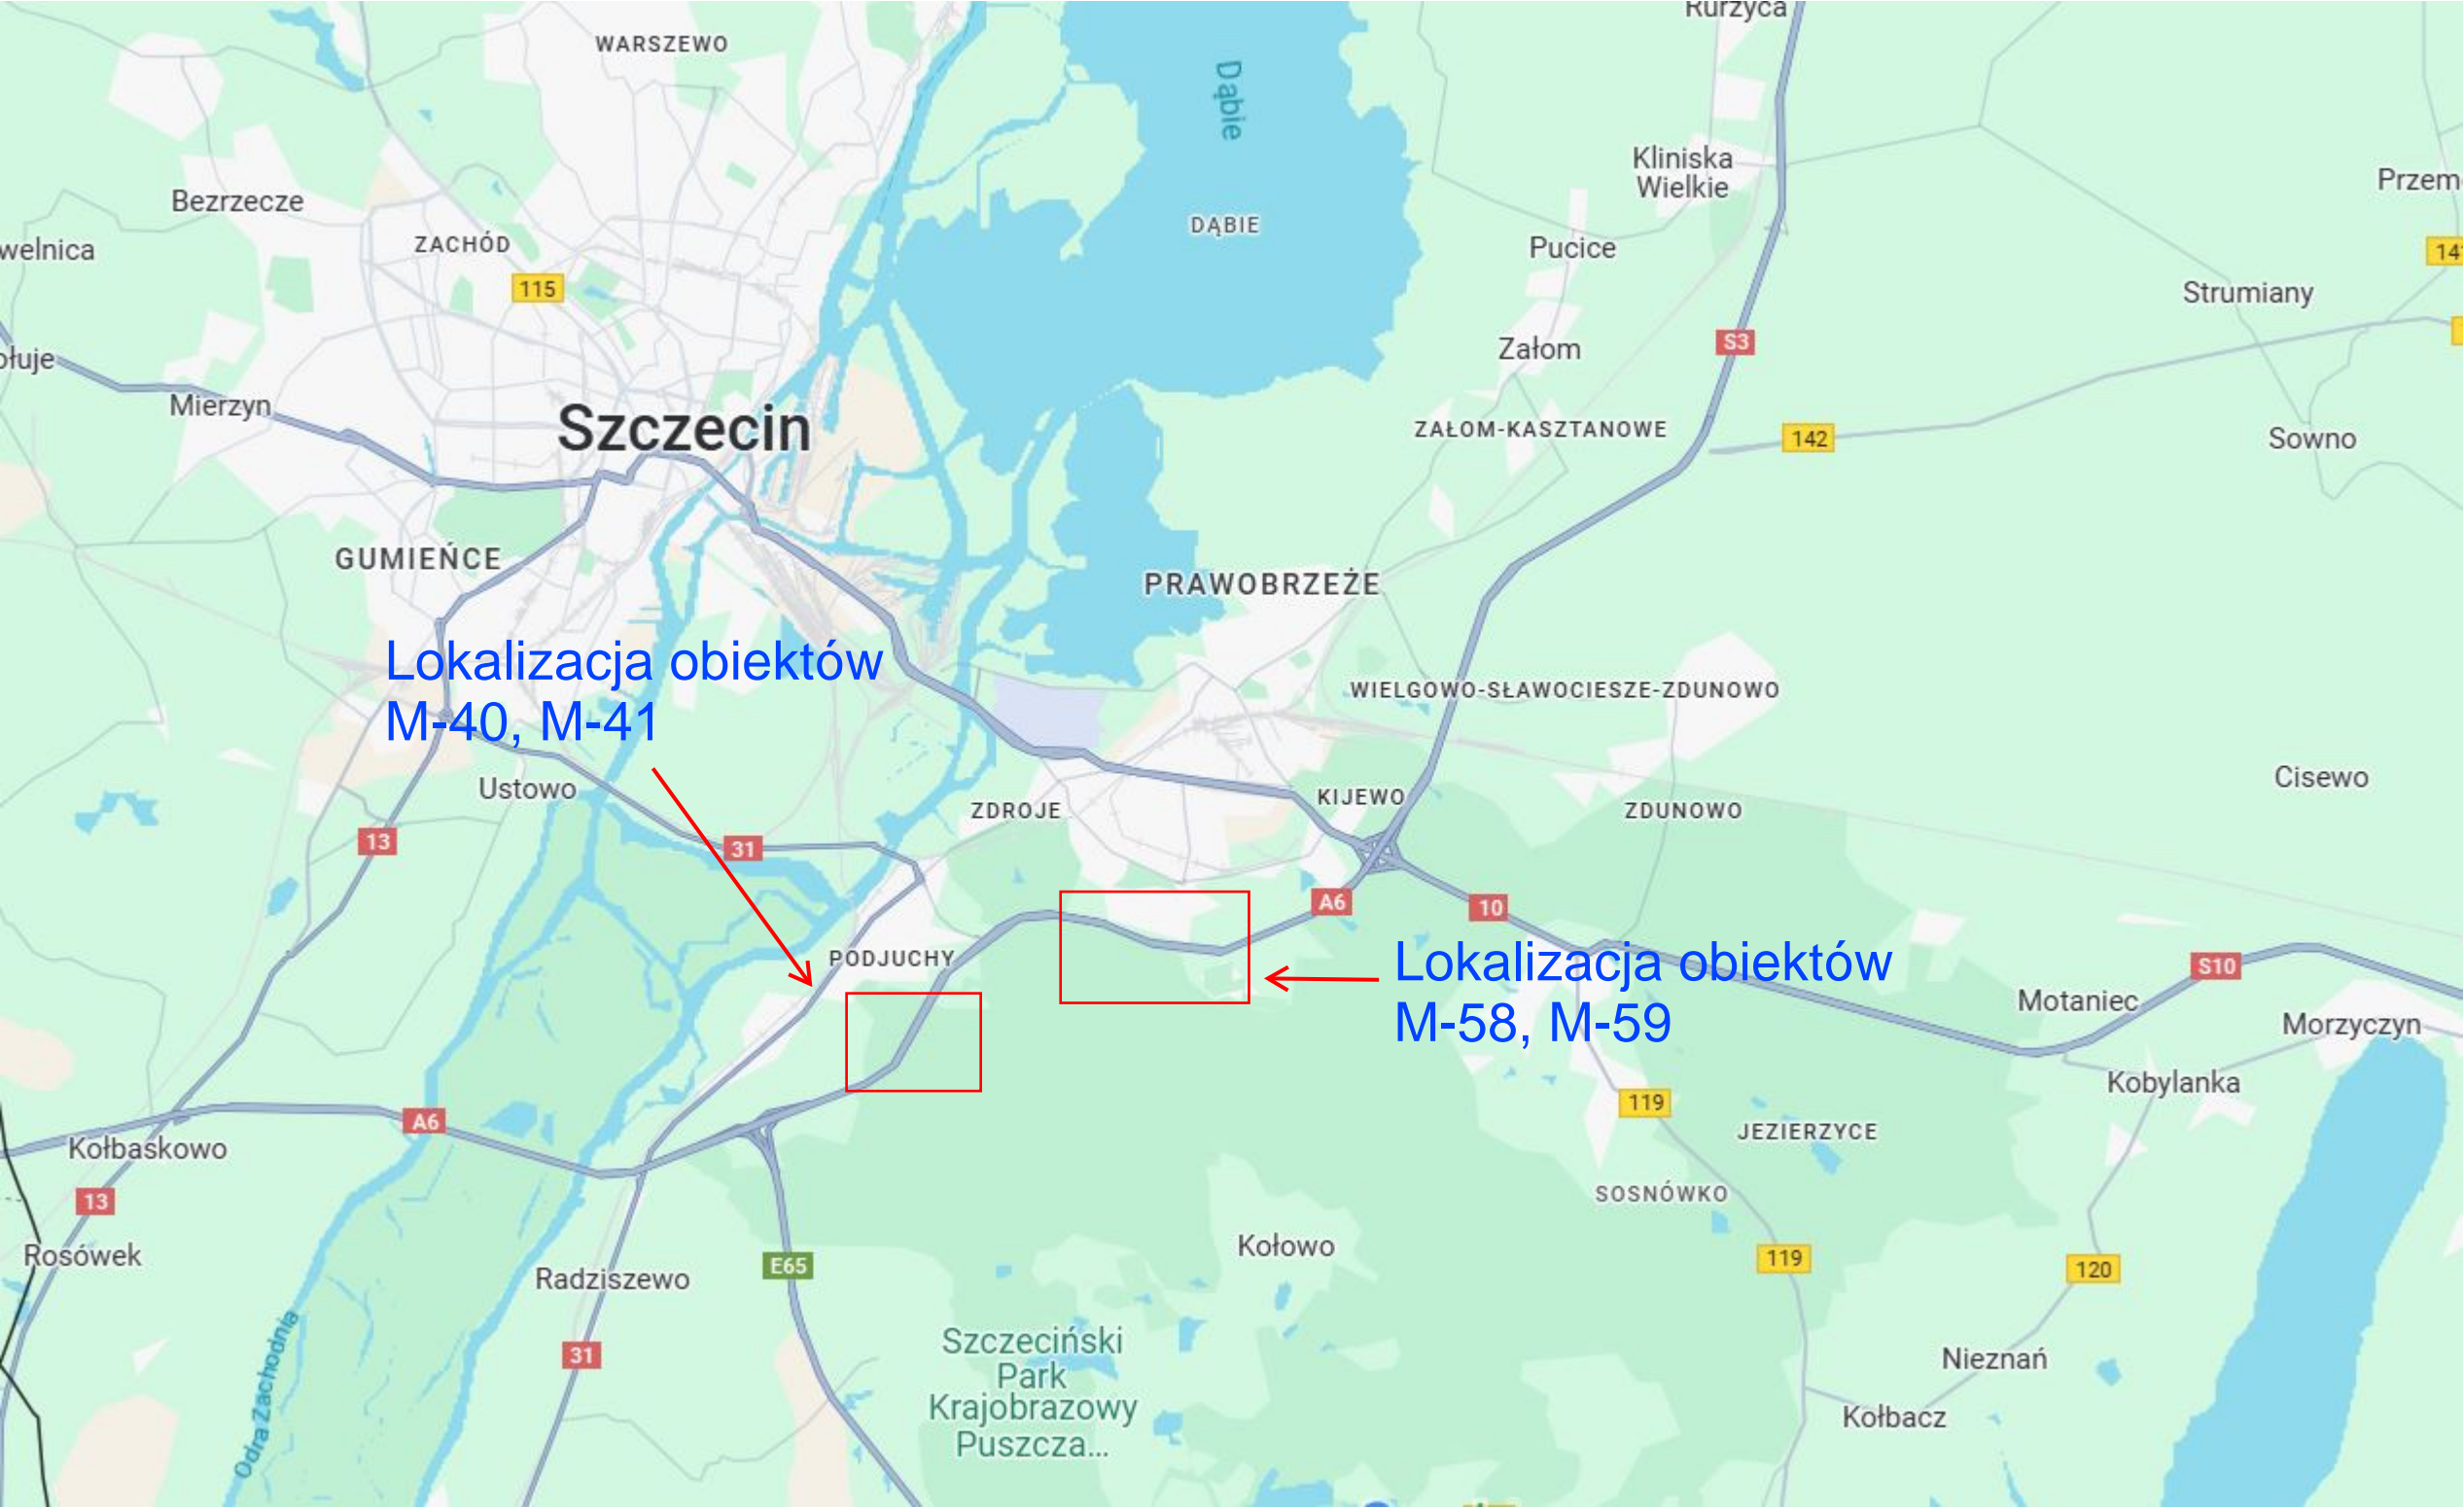 Rurzyca
WARSZEWO
Dąbie
Kliniska
Wielkie
Przem
Bezrzecze
DĄBIE
ZACHÓD
welnica
Pucice
14
115
Strumiany
S3
Załom
ołuje
Mierzyn
Szczecin
ZAŁOM-KASZTANOWE
142
Sowno
GUMIEŃCE
PRAWOBRZEŻE
Lokalizacja obiektów
M-40, M-41
WIELGOWO-SŁAWOCIESZE-ZDUNOWO
Cisewo
Ustowo
KIJEWO
ZDROJE
ZDUNOWO
13
31
A6
10
PODJUCHY
Lokalizacja obiektów
M-58, M-59
S10
Motaniec
Morzyczyn
Kobylanka
119
A6
JEZIERZYCE
Kołbaskowo
13
SOSNÓWKO
Kołowo
Rosówek
E65
119
120
Radziszewo
Szczeciński
Park
Krajobrazowy
Puszcza...
31
Nieznań
Odra Zachodnia
Kołbacz